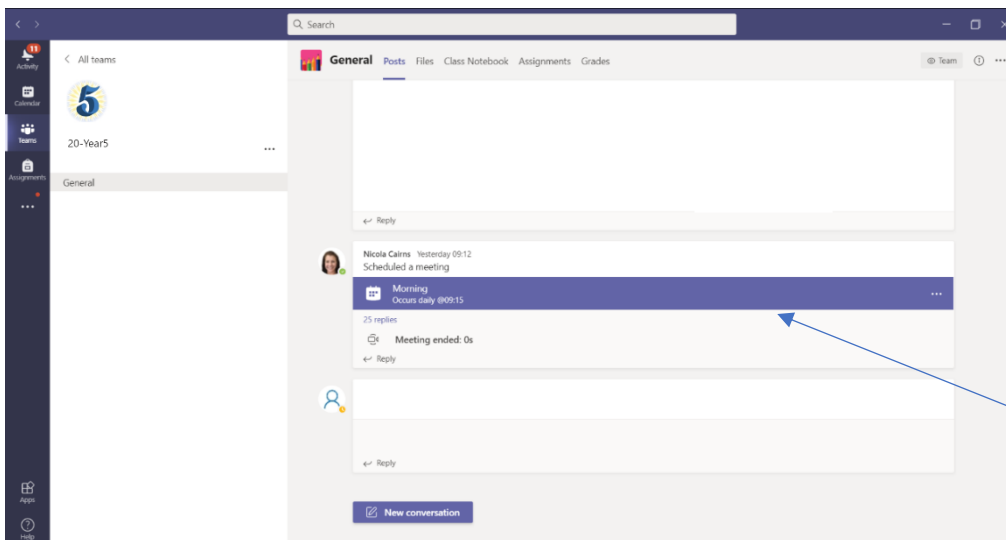 Search
11
Activity
Calendar
Teams
Assignments
Apps
Help
All teams
5
20-Year5
General
General Posts Files Class Notebook Assignments Grades
Team
Reply
Nicola Cairns Yesterday 09:12
Scheduled a meeting
Morning
Occurs daily @09:15
25 replies
Meeting ended: 0s
Reply
Reply
New conversation